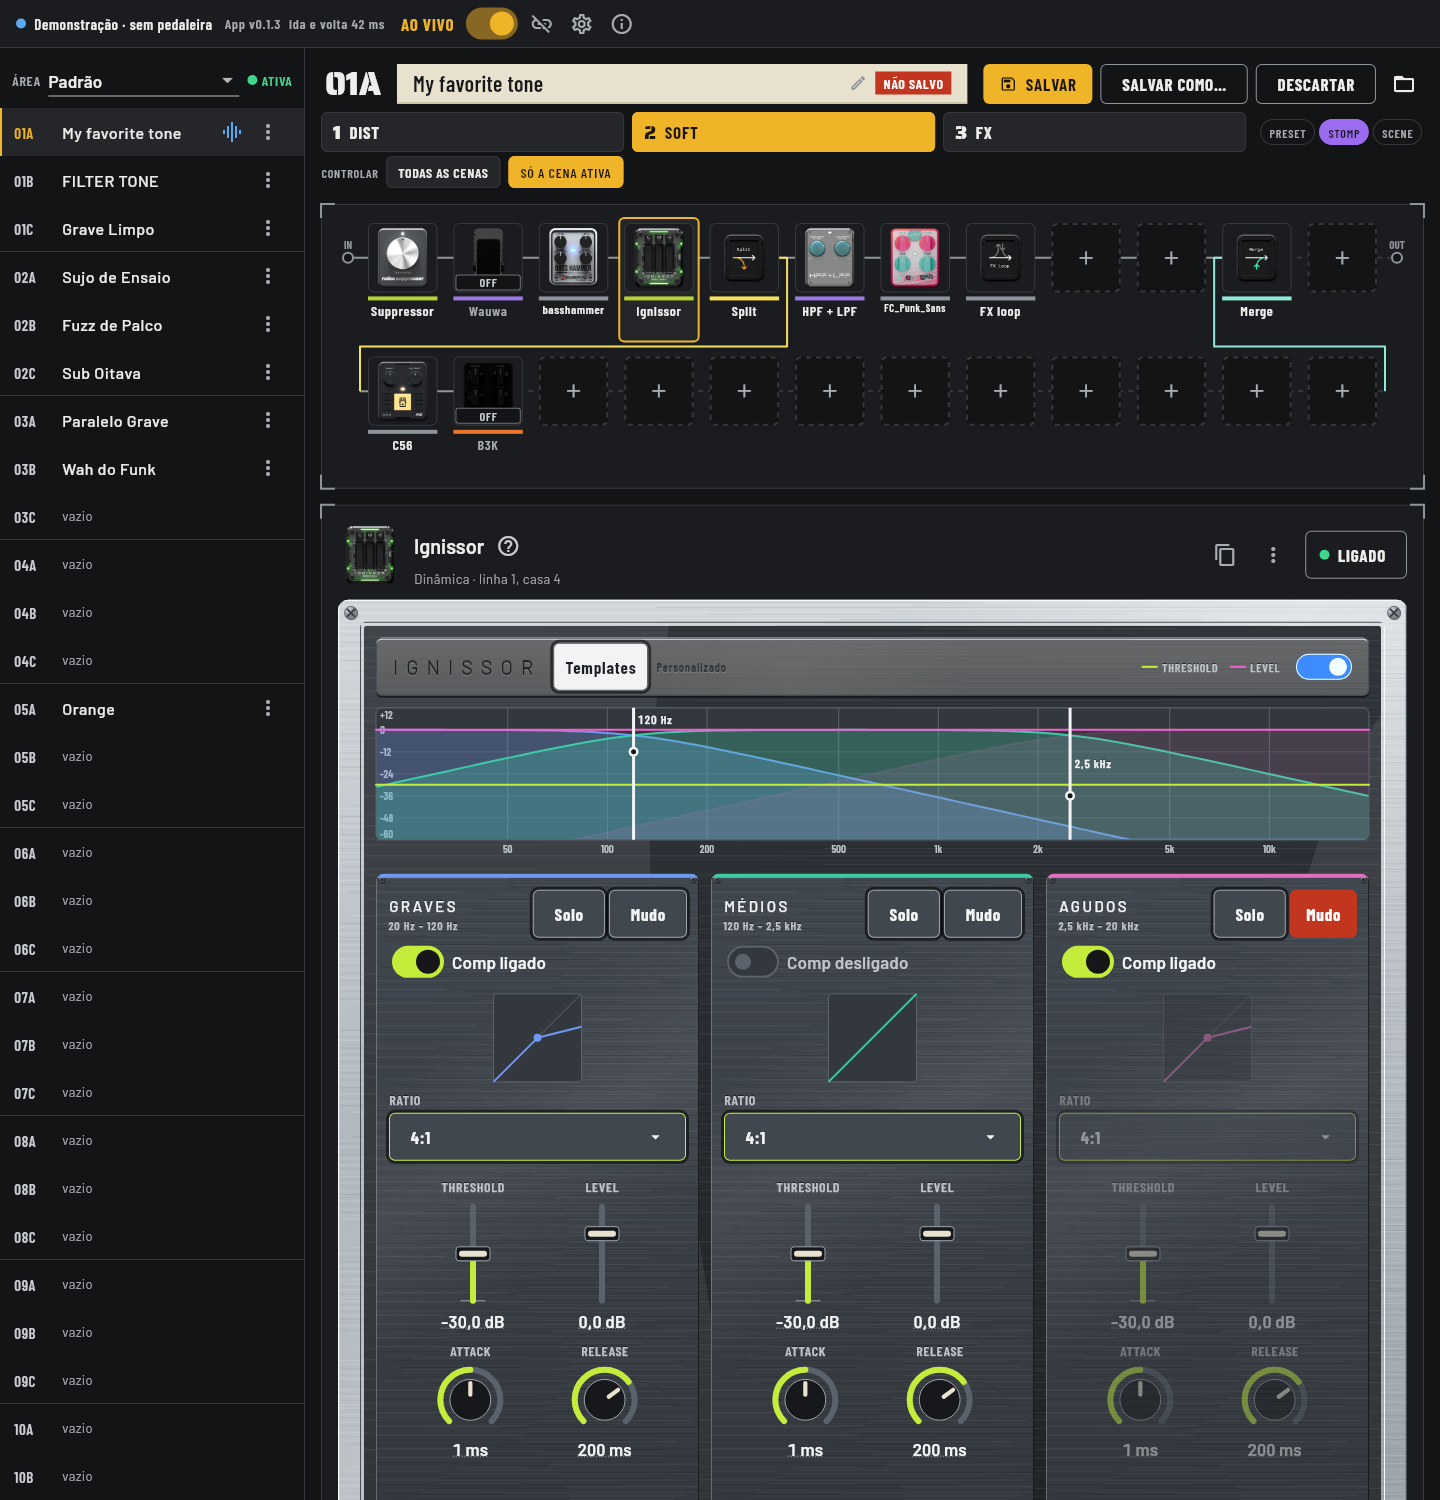 Demonstração · sem pedaleira App v0.1.3 Ida e volta 42 ms AO VIVO
ÁREA Padrão ATIVA
01A My favorite tone
01B FILTER TONE
01C Grave Limpo
02A Sujo de Ensaio
02B Fuzz de Palco
02C Sub Oitava
03A Paralelo Grave
03B Wah do Funk
03C vazio
04A vazio
04B vazio
04C vazio
05A Orange
05B vazio
05C vazio
06A vazio
06B vazio
06C vazio
07A vazio
07B vazio
07C vazio
08A vazio
08B vazio
08C vazio
09A vazio
09B vazio
09C vazio
10A vazio
10B vazio
01A My favorite tone NÃO SALVO SALVAR SALVAR COMO... DESCARTAR
1 DIST 2 SOFT 3 FX PRESET STOMP SCENE
CONTROLAR TODAS AS CENAS SÓ A CENA ATIVA
IN OUT
Split Merge
FX Loop
OFF
Suppressor Wauwa basshammer Ignissor Split HPF + LPF FC_Punk_Sans FX loop Merge
OFF
C56 B3K
Ignissor
Dinâmica · linha 1, casa 4
LIGADO
IGNISSOR Templates Personalizado THRESHOLD LEVEL
+12
0
-12
-24
-36
-48
-60
120 Hz
2,5 kHz
50 100 200 500 1k 2k 5k 10k
GRAVES
20 Hz – 120 Hz
Solo Mudo
Comp ligado
RATIO
4:1
THRESHOLD LEVEL
-30,0 dB 0,0 dB
ATTACK RELEASE
1 ms 200 ms
MÉDIOS
120 Hz – 2,5 kHz
Solo Mudo
Comp desligado
RATIO
4:1
THRESHOLD LEVEL
-30,0 dB 0,0 dB
ATTACK RELEASE
1 ms 200 ms
AGUDOS
2,5 kHz – 20 kHz
Solo Mudo
Comp ligado
RATIO
4:1
THRESHOLD LEVEL
-30,0 dB 0,0 dB
ATTACK RELEASE
1 ms 200 ms